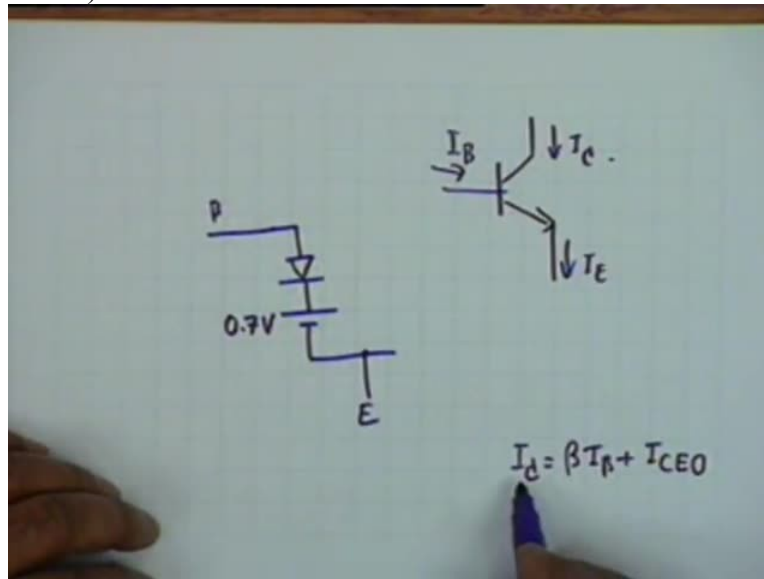 )
I_B
I_C .
B
I_E
0.7V
E
I_C = βI_B + I_CEO